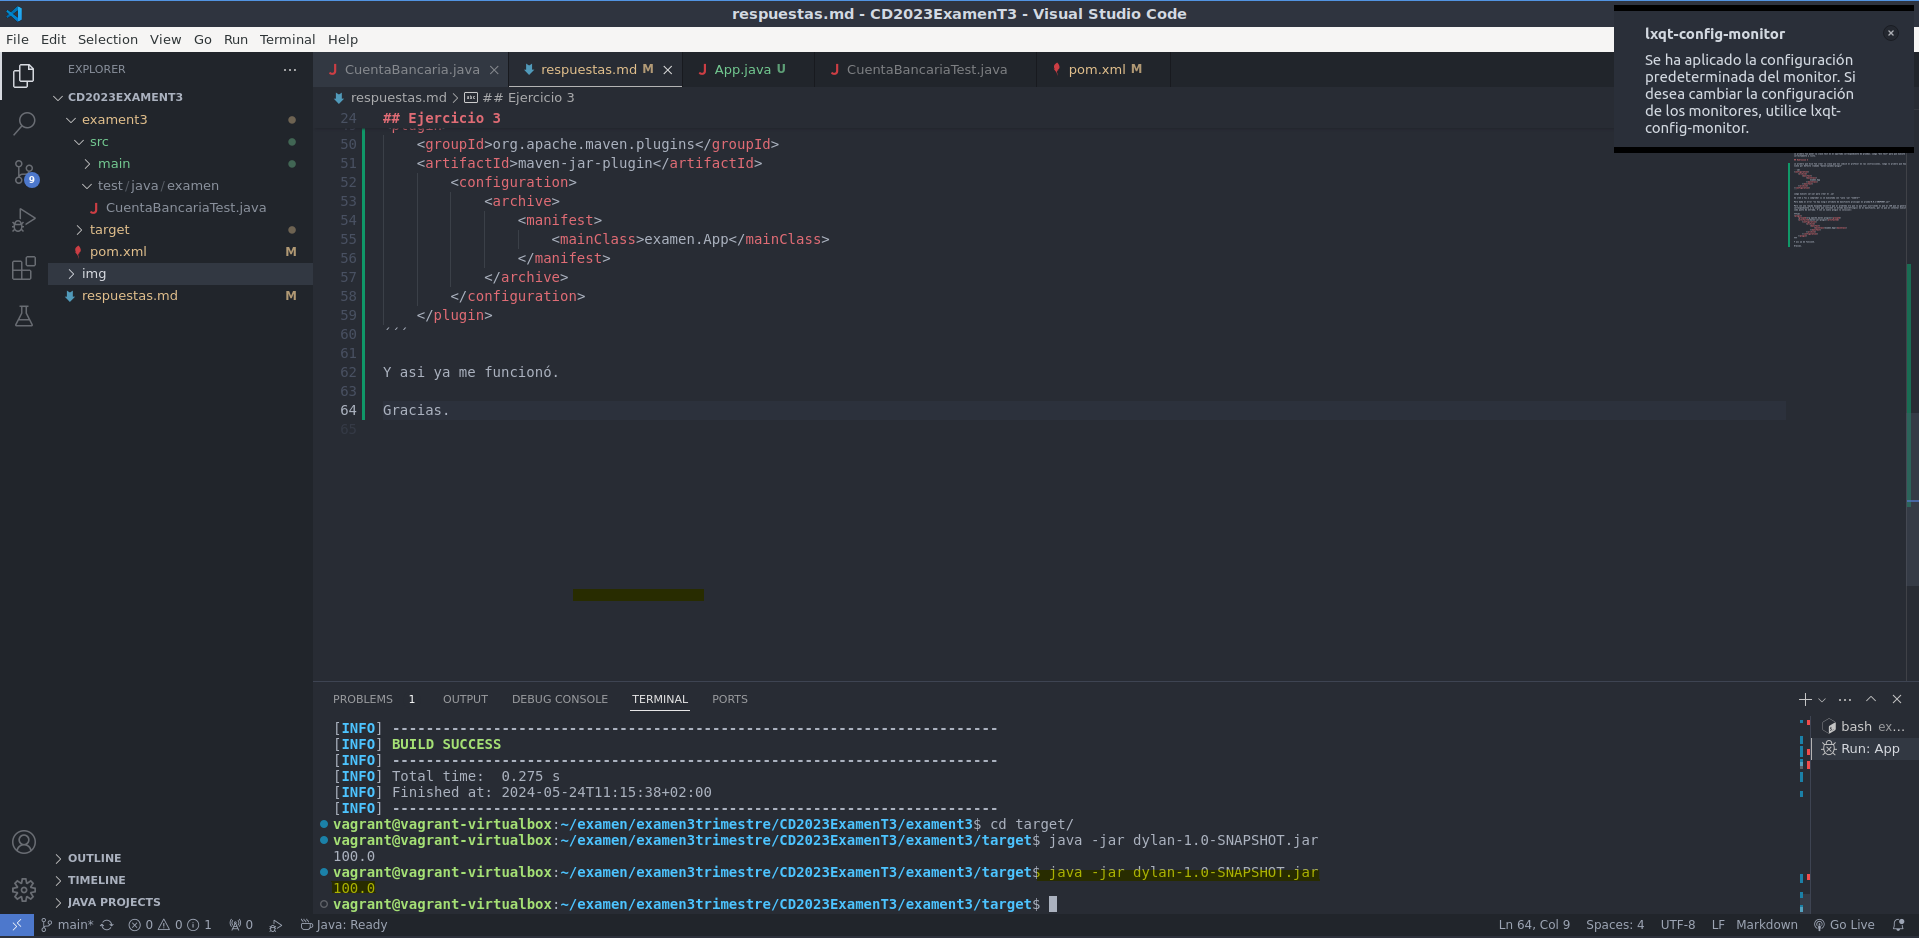 respuestas.md - CD2023ExamenT3 - Visual Studio Code
File Edit Selection View Go Run Terminal Help
lxqt-config-monitor
Se ha aplicado la configuración
predeterminada del monitor. Si
desea cambiar la configuración
de los monitores, utilice lxqt-
config-monitor.
EXPLORER
CD2023EXAMENT3
exament3
src
main
test/java/examen
CuentaBancariaTest.java
target
pom.xml M
img
respuestas.md M
9
OUTLINE
TIMELINE
JAVA PROJECTS
CuentaBancaria.java
respuestas.md M
App.java U
CuentaBancariaTest.java
pom.xml M
respuestas.md > ## Ejercicio 3
24 ## Ejercicio 3
50 <groupId>org.apache.maven.plugins</groupId>
51 <artifactId>maven-jar-plugin</artifactId>
52 <configuration>
53 <archive>
54 <manifest>
55 <mainClass>examen.App</mainClass>
56 </manifest>
57 </archive>
58 </configuration>
59 </plugin>
60 ```
61
62 Y asi ya me funcionó.
63
64 Gracias.
65
PROBLEMS 1 OUTPUT DEBUG CONSOLE TERMINAL PORTS
[INFO] ------------------------------------------------------------------------
[INFO] BUILD SUCCESS
[INFO] ------------------------------------------------------------------------
[INFO] Total time:  0.275 s
[INFO] Finished at: 2024-05-24T11:15:38+02:00
[INFO] ------------------------------------------------------------------------
vagrant@vagrant-virtualbox:~/examen/examen3trimestre/CD2023ExamenT3/exament3$ cd target/
vagrant@vagrant-virtualbox:~/examen/examen3trimestre/CD2023ExamenT3/exament3/target$ java -jar dylan-1.0-SNAPSHOT.jar
100.0
vagrant@vagrant-virtualbox:~/examen/examen3trimestre/CD2023ExamenT3/exament3/target$ java -jar dylan-1.0-SNAPSHOT.jar
100.0
vagrant@vagrant-virtualbox:~/examen/examen3trimestre/CD2023ExamenT3/exament3/target$
bash ex...
Run: App
main* 0 0 1 0 Java: Ready
Ln 64, Col 9 Spaces: 4 UTF-8 LF Markdown Go Live